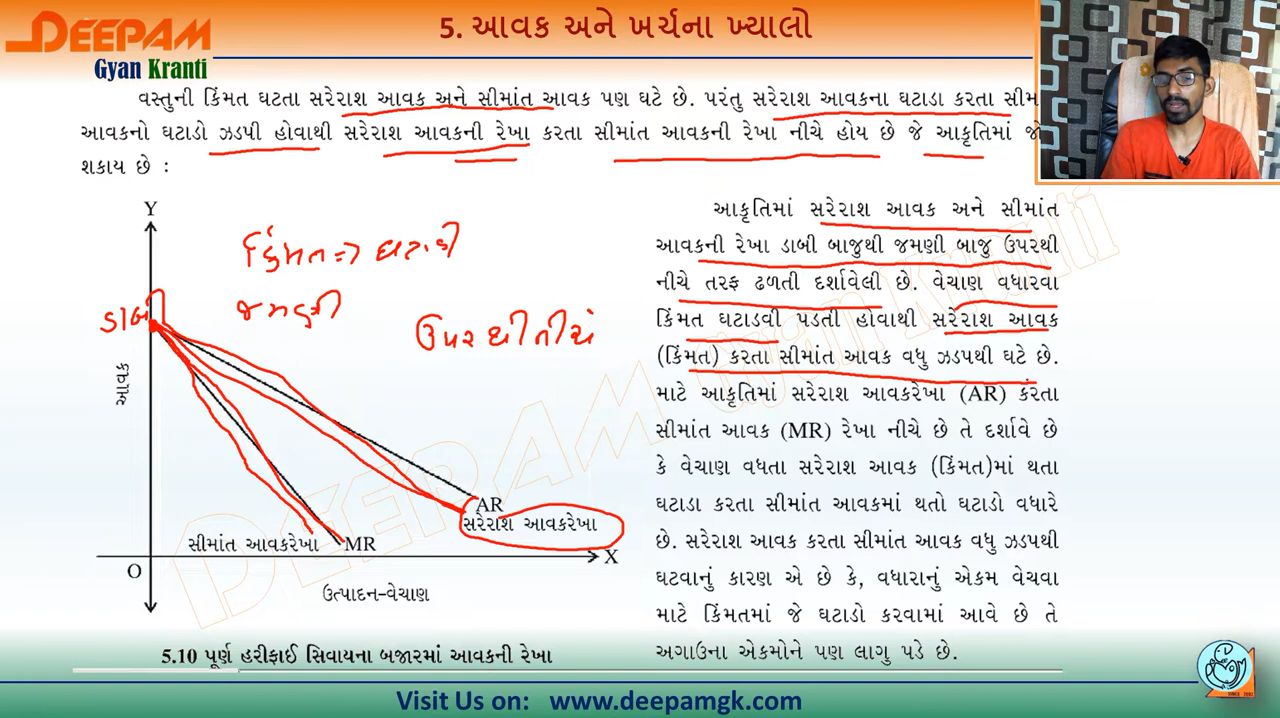 DEEPAM
Gyan Kranti
5. આવક અને ખર્ચના ખ્યાલો
વસ્તુની કિંમત ઘટતા સરેરાશ આવક અને સીમાંત આવક પણ ઘટે છે. પરંતુ સરેરાશ આવકના ઘટાડા કરતા સીમ
આવકનો ઘટાડો ઝડપી હોવાથી સરેરાશ આવકની રેખા કરતા સીમાંત આવકની રેખા નીચે હોય છે જે આકૃતિમાં જો
શકાય છે :
Y
કિંમત => ઘટાડી
જમણી
ડાબી
ઉપરથી નીચે
આવક
AR
સરેરાશ આવકરેખા
સીમાંત આવકરેખા MR
X
O
ઉત્પાદન-વેચાણ
5.10 પૂર્ણ હરીફાઈ સિવાયના બજારમાં આવકની રેખા
આકૃતિમાં સરેરાશ આવક અને સીમાંત
આવકની રેખા ડાબી બાજુથી જમણી બાજુ ઉપરથી
નીચે તરફ ઢળતી દર્શાવેલી છે. વેચાણ વધારવા
કિંમત ઘટાડવી પડતી હોવાથી સરેરાશ આવક
(કિંમત) કરતા સીમાંત આવક વધુ ઝડપથી ઘટે છે.
માટે આકૃતિમાં સરેરાશ આવકરેખા (AR) કરતા
સીમાંત આવક (MR) રેખા નીચે છે તે દર્શાવે છે
કે વેચાણ વધતા સરેરાશ આવક (કિંમત)માં થતા
ઘટાડા કરતા સીમાંત આવકમાં થતો ઘટાડો વધારે
છે. સરેરાશ આવક કરતા સીમાંત આવક વધુ ઝડપથી
ઘટવાનું કારણ એ છે કે, વધારાનું એકમ વેચવા
માટે કિંમતમાં જે ઘટાડો કરવામાં આવે છે તે
અગાઉના એકમોને પણ લાગુ પડે છે.
DEEPAM Gyan Kranti
Visit Us on: www.deepamgk.com